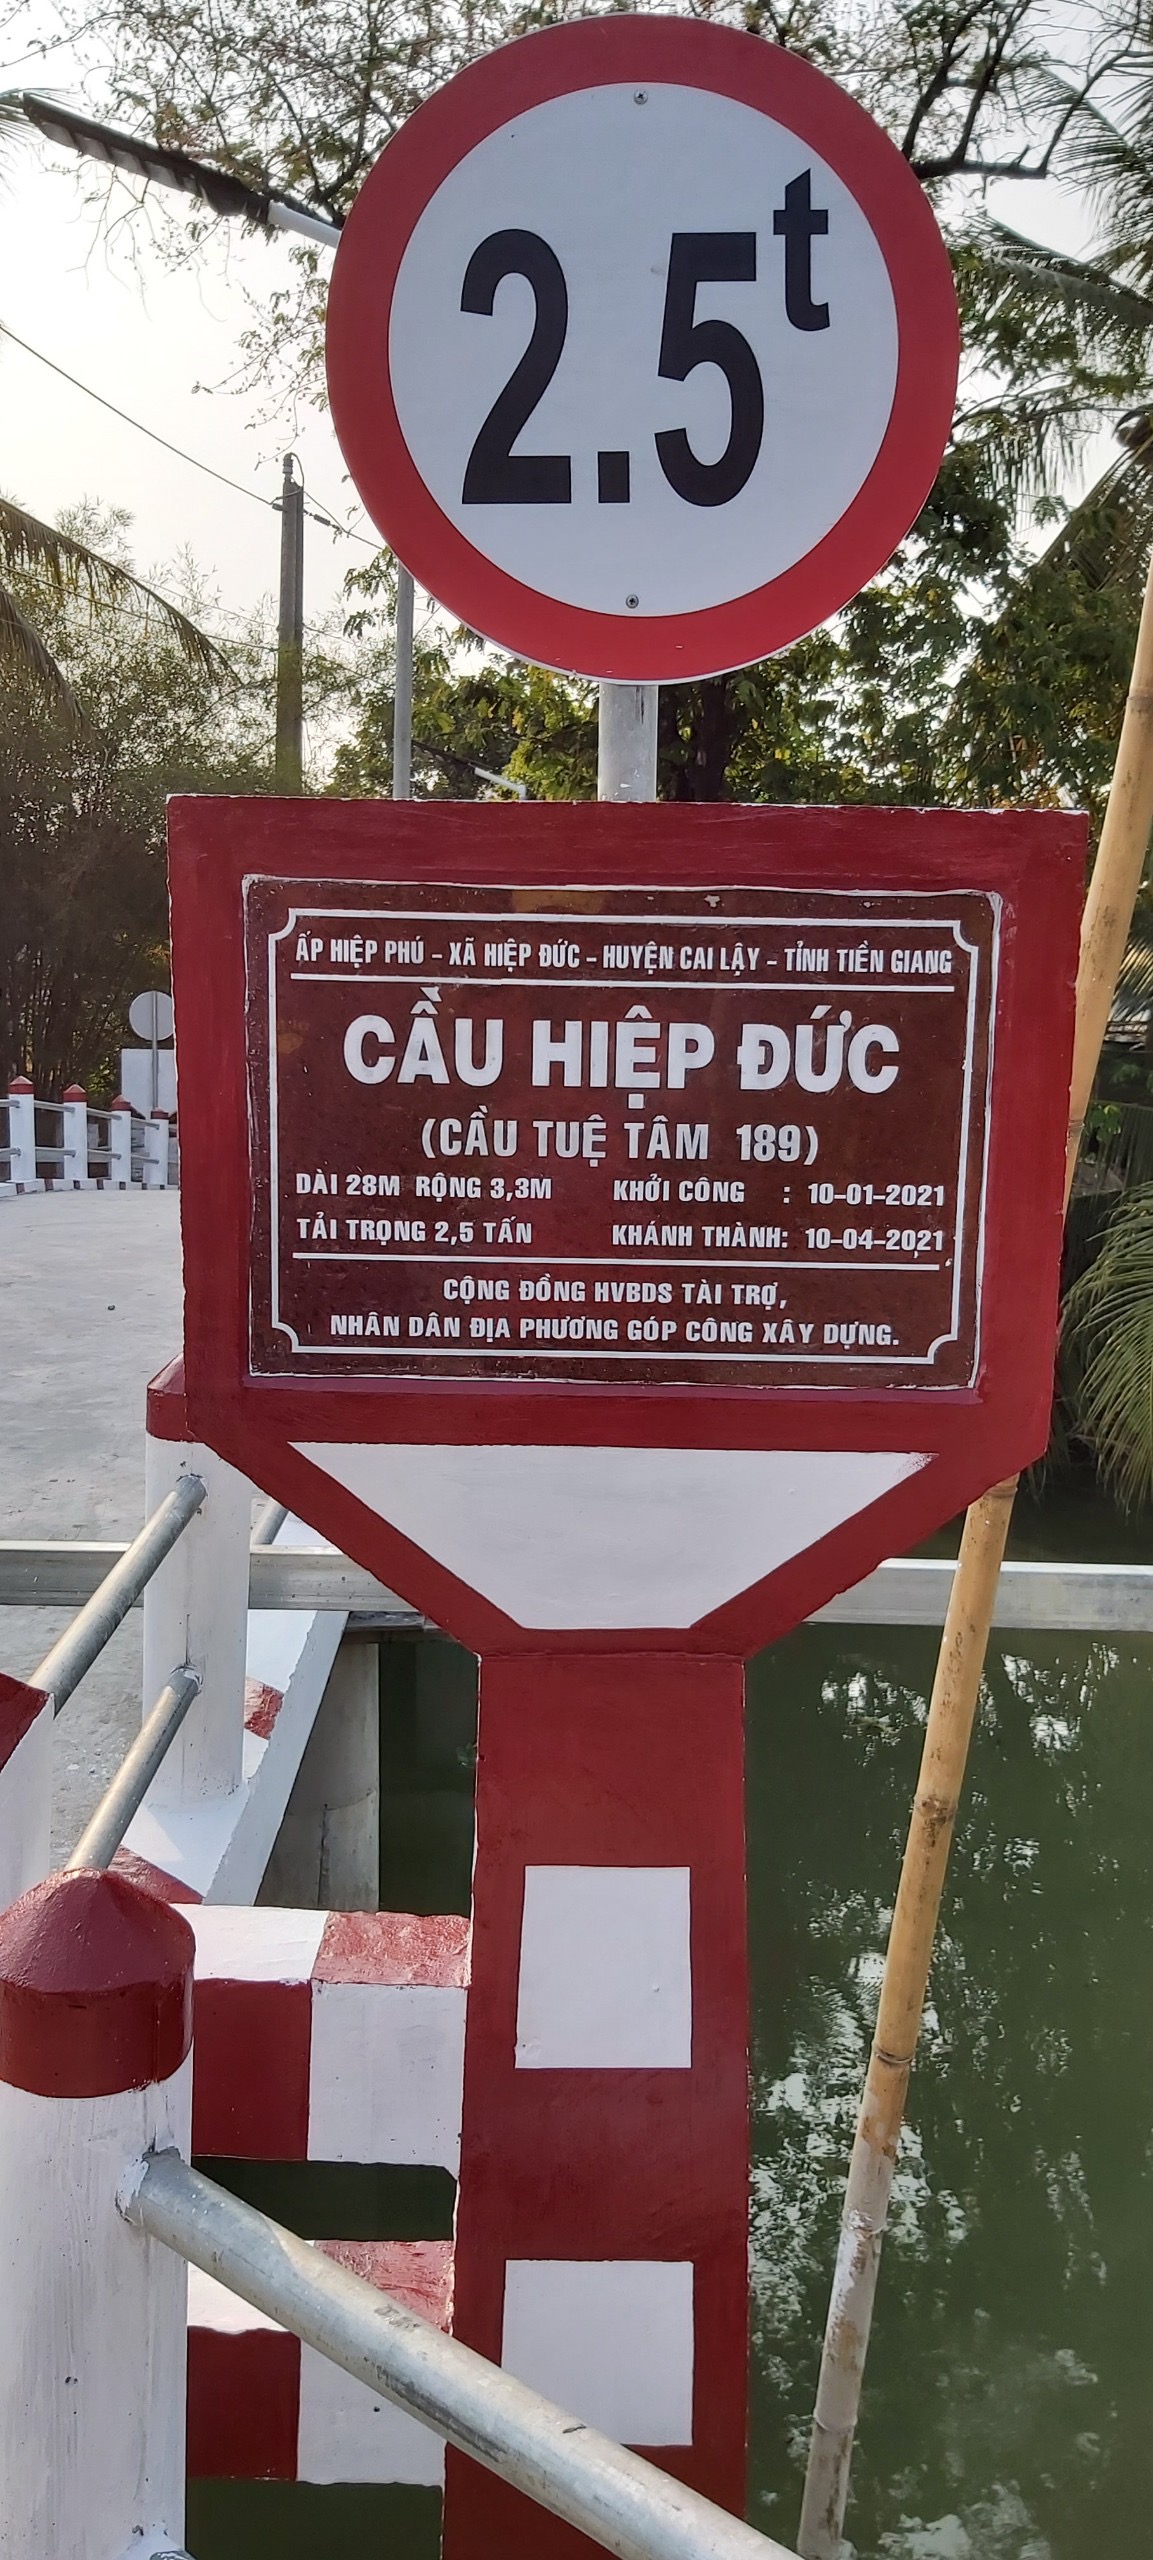 2.5t
ẤP HIỆP PHÚ - XÃ HIỆP ĐỨC - HUYỆN CAI LẬY - TỈNH TIỀN GIANG
CẦU HIỆP ĐỨC
(CẦU TUỆ TÂM 189)
DÀI 28M RỘNG 3,3M KHỞI CÔNG : 10-01-2021
TẢI TRỌNG 2,5 TẤN KHÁNH THÀNH: 10-04-2021
CỘNG ĐỒNG HVBDS TÀI TRỢ,
NHÂN DÂN ĐỊA PHƯƠNG GÓP CÔNG XÂY DỰNG.